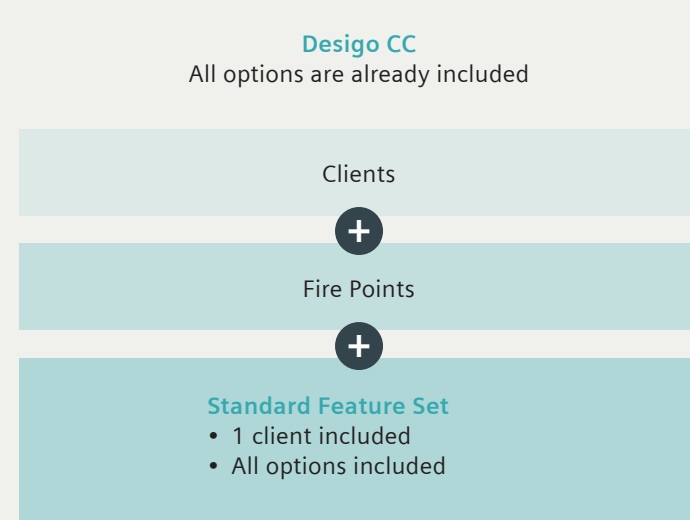 Desigo CC
All options are already included
Clients
+
Fire Points
+
Standard Feature Set
• 1 client included
• All options included